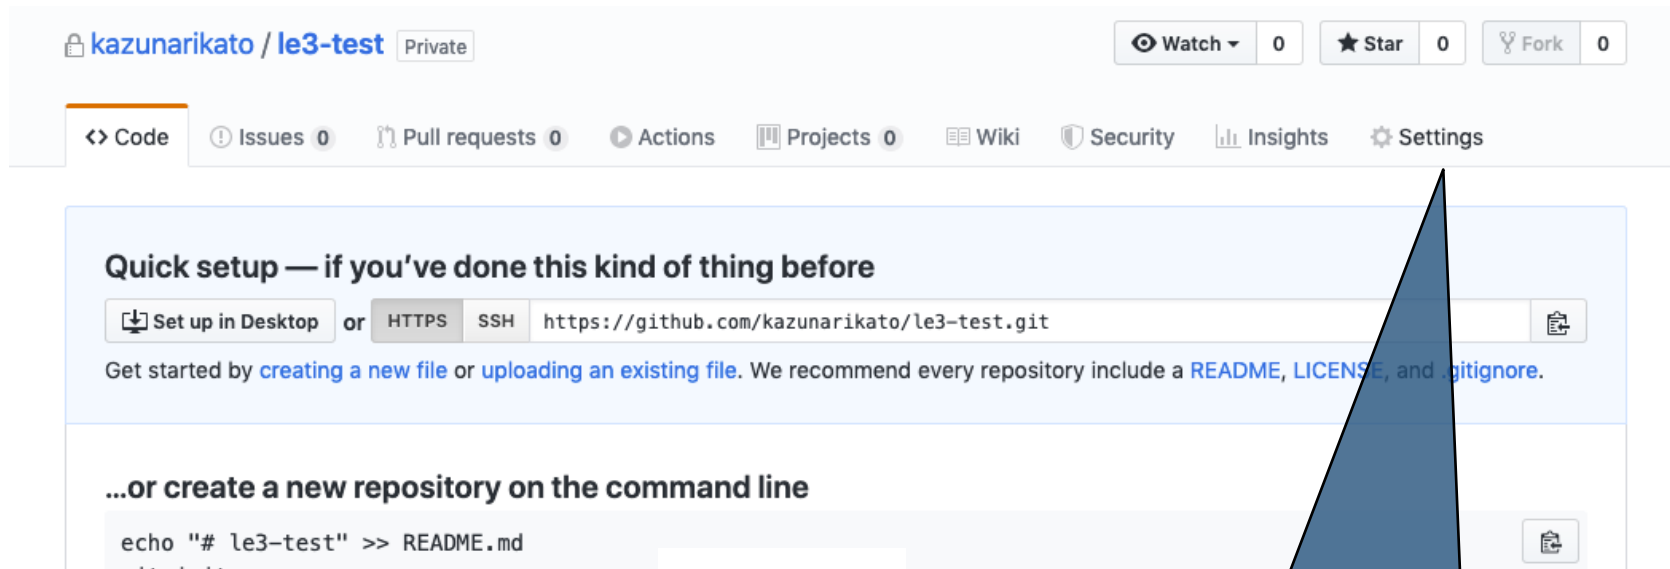 kazunarikato / le3-test Private Watch 0 Star 0 Fork 0
Code Issues 0 Pull requests 0 Actions Projects 0 Wiki Security Insights Settings
Quick setup — if you've done this kind of thing before
Set up in Desktop or HTTPS SSH https://github.com/kazunarikato/le3-test.git
Get started by creating a new file or uploading an existing file. We recommend every repository include a README, LICENSE, and .gitignore.
...or create a new repository on the command line
echo "# le3-test" >> README.md